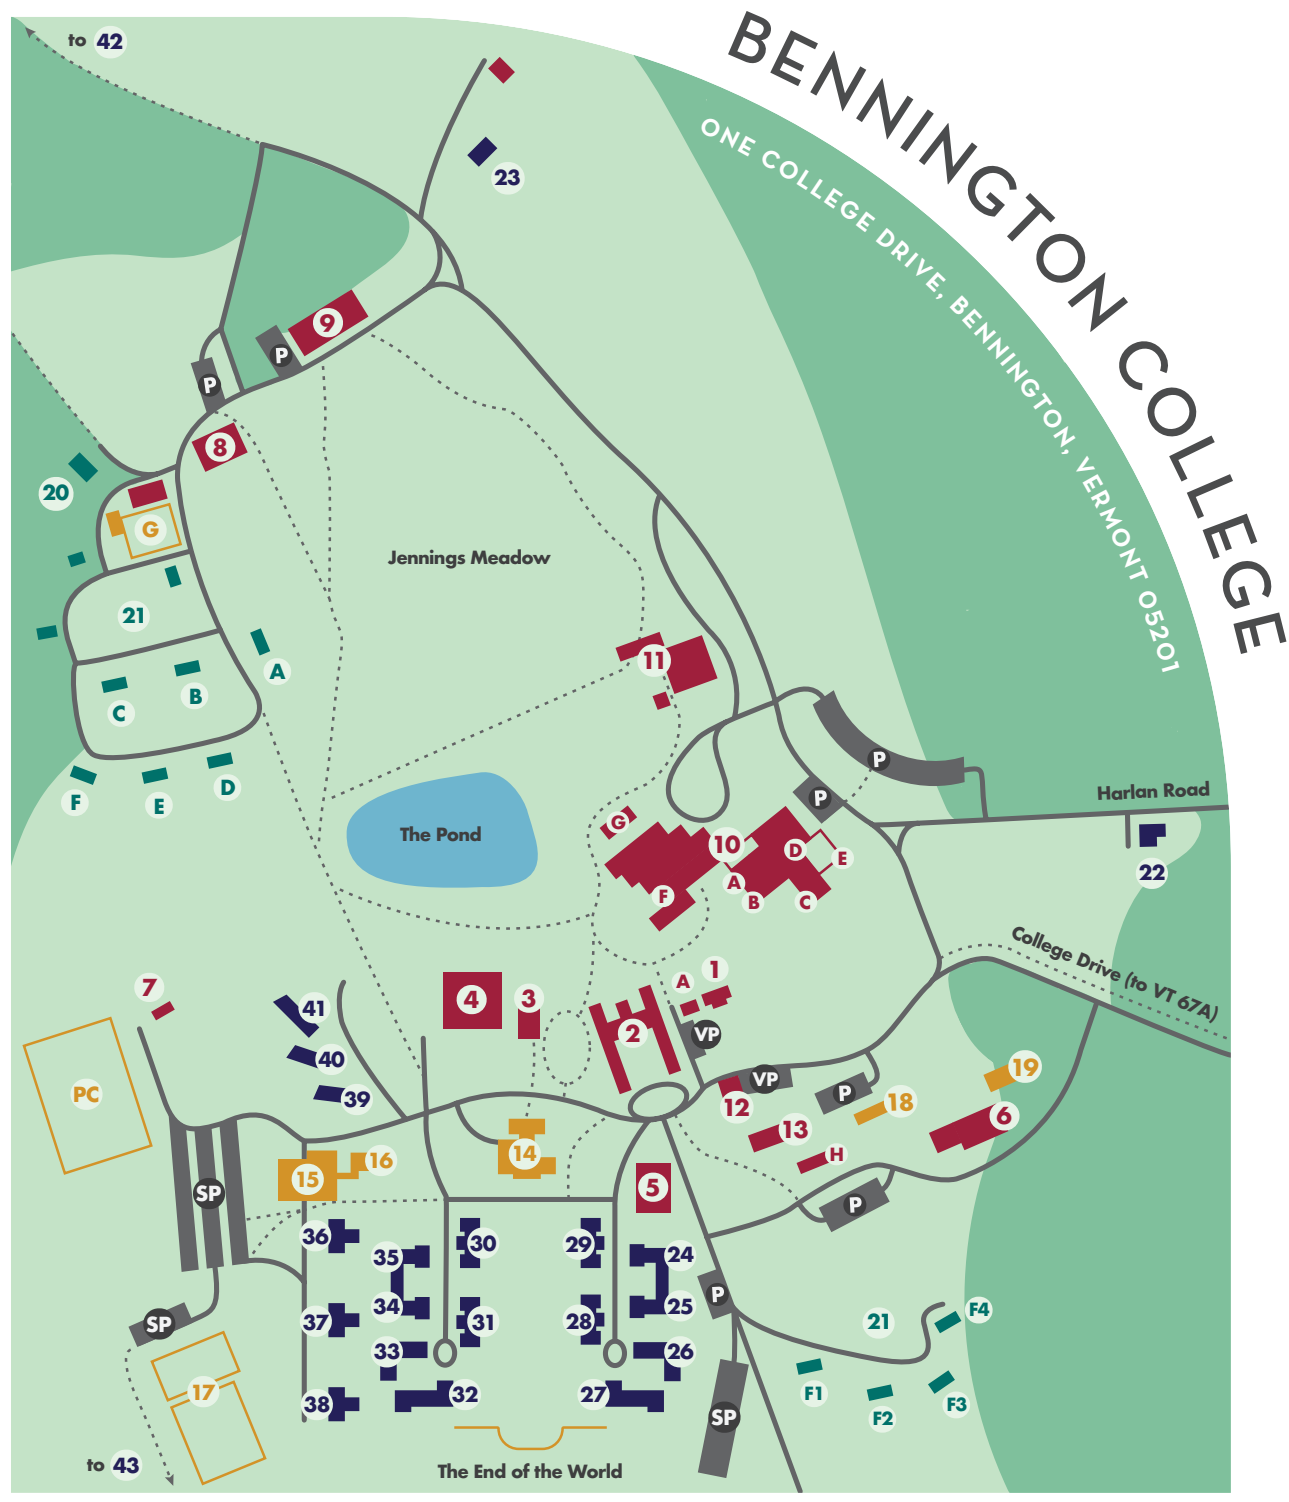 BENNINGTON COLLEGE
ONE COLLEGE DRIVE, BENNINGTON, VERMONT 05201
to 42
23
9
P
P
8
20
G
Jennings Meadow
21
11
A
B
C
P
F
E
D
P
Harlan Road
G
The Pond
10
D
E
22
A
F
B
C
College Drive (to VT 67A)
1
A
7
4
3
41
2
VP
40
19
VP
P
PC
39
18
12
6
13
14
H
16
15
5
SP
P
36
30
29
35
24
P
34
25
F4
SP
37
31
28
21
33
26
F1
17
32
27
F2
F3
38
SP
to 43
The End of the World